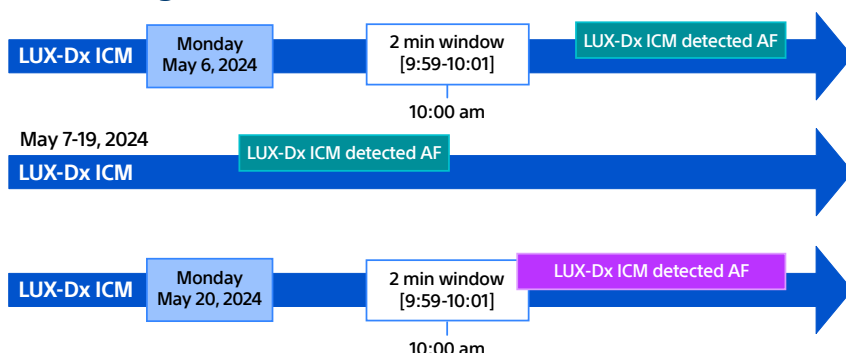 LUX-Dx ICM
Monday
May 6, 2024
2 min window
[9:59-10:01]
LUX-Dx ICM detected AF
10:00 am
May 7-19, 2024
LUX-Dx ICM
LUX-Dx ICM detected AF
LUX-Dx ICM
Monday
May 20, 2024
2 min window
[9:59-10:01]
LUX-Dx ICM detected AF
10:00 am